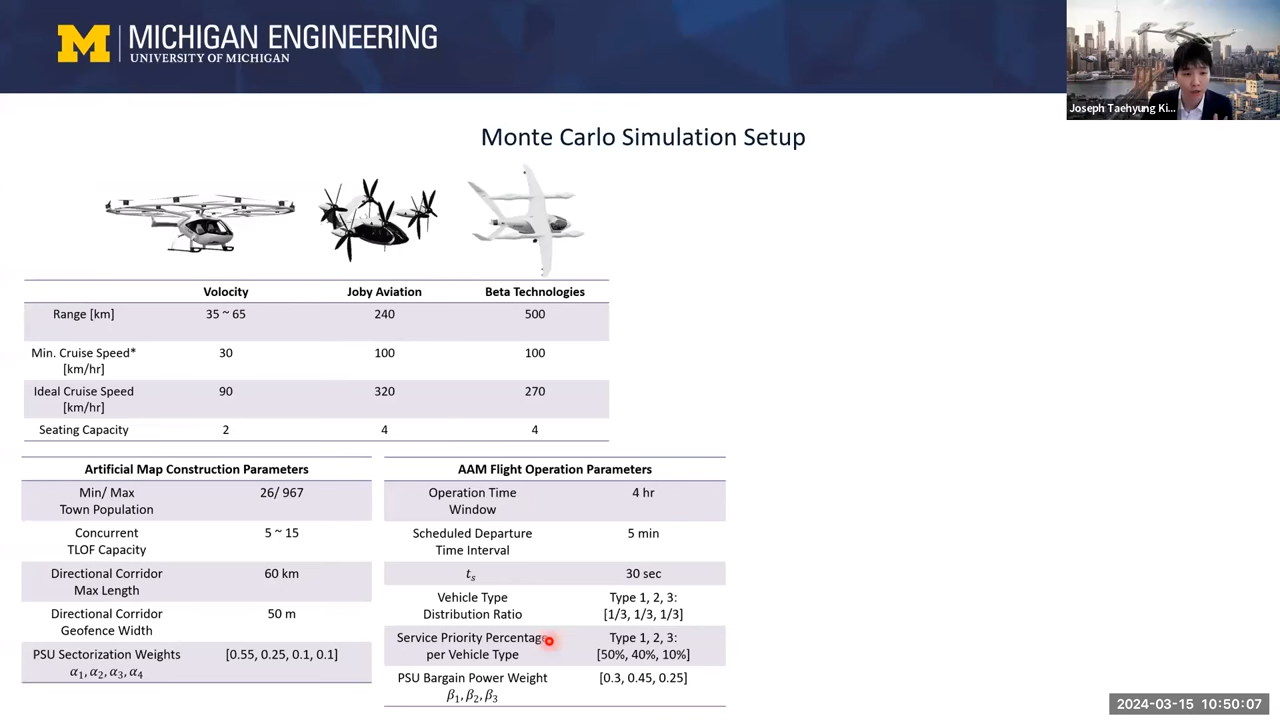 M
MICHIGAN ENGINEERING
UNIVERSITY OF MICHIGAN
Joseph Taehyung Ki...
Monte Carlo Simulation Setup
Volocity Joby Aviation Beta Technologies
Range [km] 35 ~ 65 240 500
Min. Cruise Speed* 30 100 100
[km/hr]
Ideal Cruise Speed 90 320 270
[km/hr]
Seating Capacity 2 4 4
Artificial Map Construction Parameters
Min/ Max 26/ 967
Town Population
Concurrent 5 ~ 15
TLOF Capacity
Directional Corridor 60 km
Max Length
Directional Corridor 50 m
Geofence Width
PSU Sectorization Weights [0.55, 0.25, 0.1, 0.1]
α₁, α₂, α₃, α₄
AAM Flight Operation Parameters
Operation Time 4 hr
Window
Scheduled Departure 5 min
Time Interval
tₛ 30 sec
Vehicle Type Type 1, 2, 3:
Distribution Ratio [1/3, 1/3, 1/3]
Service Priority Percentage Type 1, 2, 3:
per Vehicle Type [50%, 40%, 10%]
PSU Bargain Power Weight [0.3, 0.45, 0.25]
β₁, β₂, β₃
2024-03-15 10:50:07